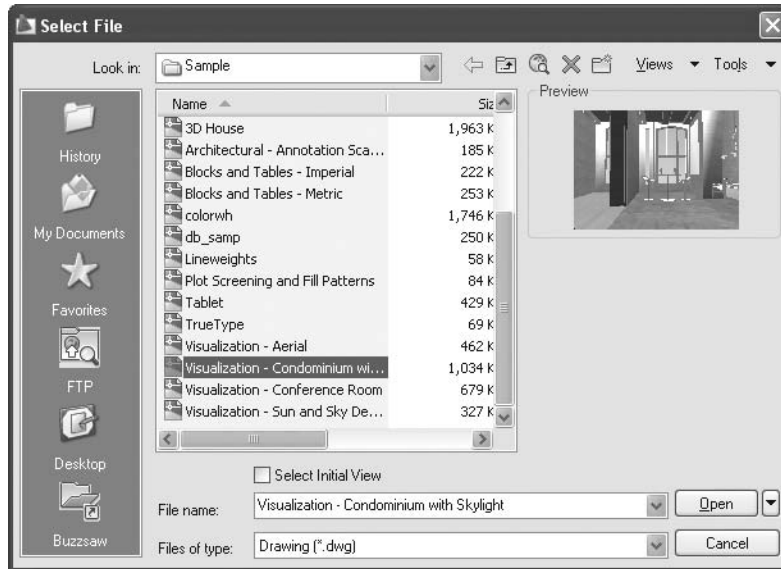 Select File
Look in:
Sample
Views
Tools
Name
Siz
Preview
3D House 1,963 K
Architectural - Annotation Sca... 185 K
Blocks and Tables - Imperial 222 K
Blocks and Tables - Metric 253 K
colorwh 1,746 K
db_samp 250 K
Lineweights 58 K
Plot Screening and Fill Patterns 84 K
Tablet 429 K
TrueType 69 K
Visualization - Aerial 462 K
Visualization - Condominium wi... 1,034 K
Visualization - Conference Room 679 K
Visualization - Sun and Sky De... 327 K
History
My Documents
Favorites
FTP
Desktop
Buzzsaw
Select Initial View
File name: Visualization - Condominium with Skylight
Open
Files of type: Drawing (*.dwg)
Cancel